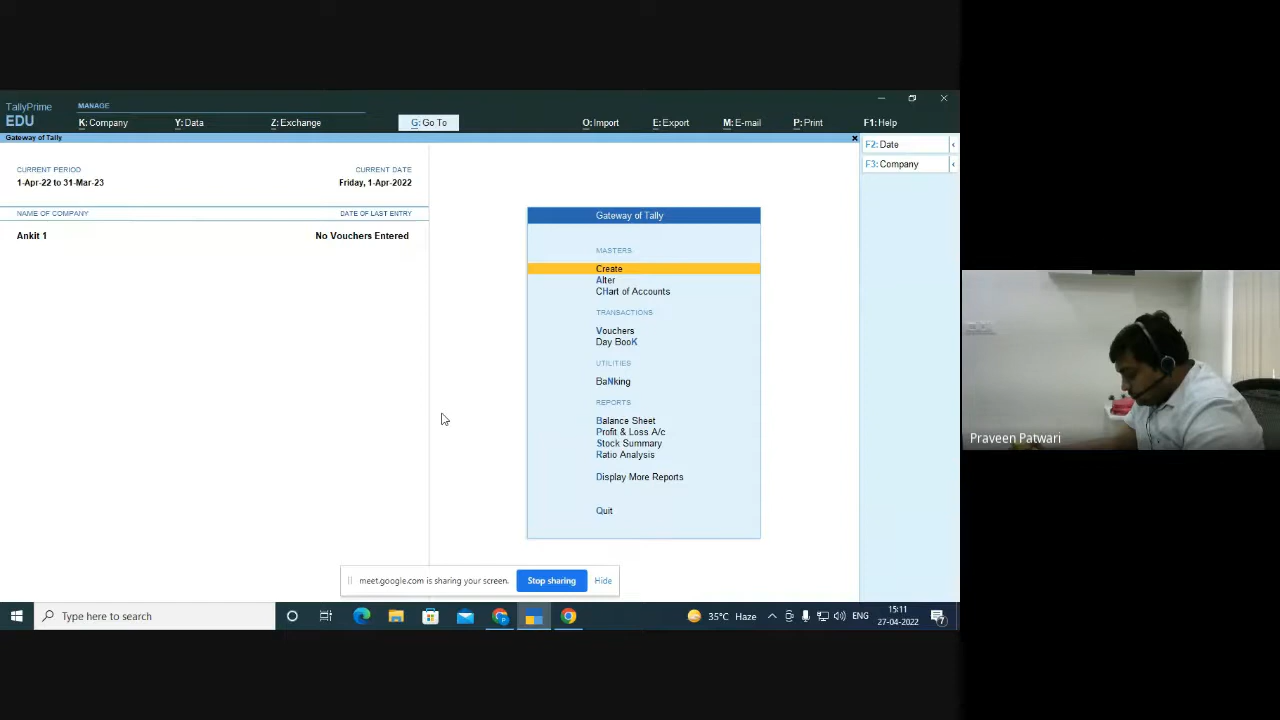 TallyPrime
EDU
MANAGE
K: Company
Y: Data
Z: Exchange
G: Go To
O: Import
E: Export
M: E-mail
P: Print
F1: Help
Gateway of Tally
F2: Date
F3: Company
CURRENT PERIOD
CURRENT DATE
1-Apr-22 to 31-Mar-23
Friday, 1-Apr-2022
NAME OF COMPANY
DATE OF LAST ENTRY
Ankit 1
No Vouchers Entered
Gateway of Tally
MASTERS
Create
Alter
CHart of Accounts
TRANSACTIONS
Vouchers
Day BooK
UTILITIES
BaNking
REPORTS
Balance Sheet
Profit & Loss A/c
Stock Summary
Ratio Analysis
Display More Reports
Quit
meet.google.com is sharing your screen.
Stop sharing
Hide
Praveen Patwari
Type here to search
35°C Haze
ENG
15:11
27-04-2022
7